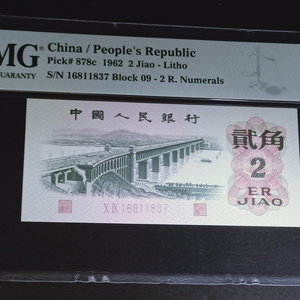 MG
GUARANTY
China / People's Republic
Pick# 878c 1962 2 Jiao - Litho
S/N 16811837 Block 09 - 2 R. Numerals
中國人民銀行
貳角
2
ER
JIAO
X IX 16811837